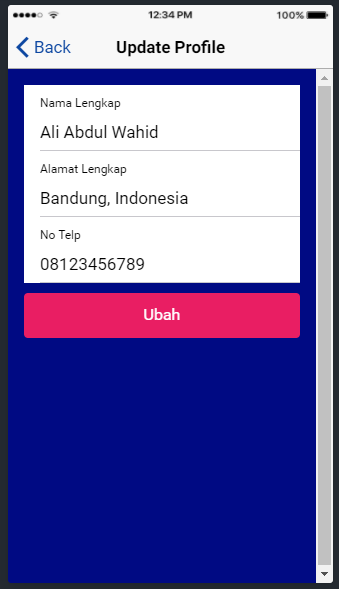 12:34 PM
100%
Back
Update Profile
Nama Lengkap
Ali Abdul Wahid
Alamat Lengkap
Bandung, Indonesia
No Telp
08123456789
Ubah